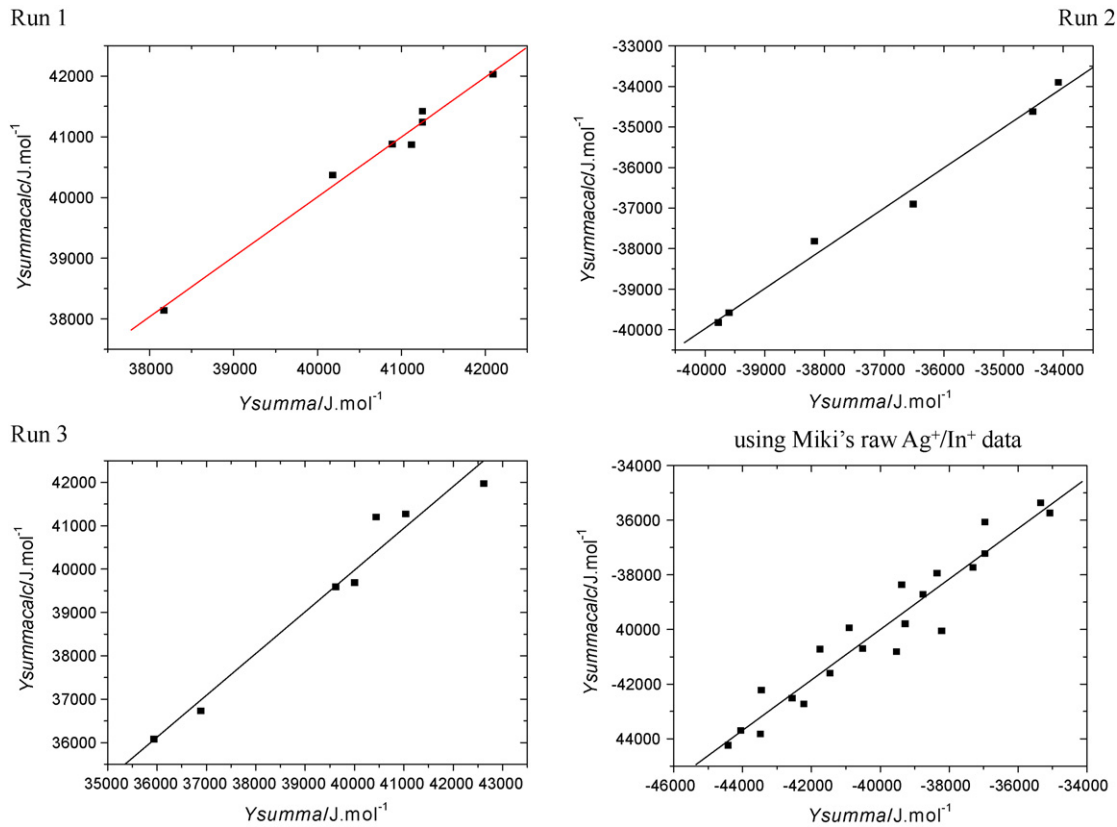 Run 1
Run 2
42000
41000
40000
39000
38000
Ysummacalc/J.mol⁻¹
38000 39000 40000 41000 42000
Ysumma/J.mol⁻¹
-33000
-34000
-35000
-36000
-37000
-38000
-39000
-40000
Ysummacalc/J.mol⁻¹
-40000 -39000 -38000 -37000 -36000 -35000 -34000
Ysumma/J.mol⁻¹
Run 3
using Miki's raw Ag⁺/In⁺ data
42000
41000
40000
39000
38000
37000
36000
Ysummacalc/J.mol⁻¹
35000 36000 37000 38000 39000 40000 41000 42000 43000
Ysumma/J.mol⁻¹
-34000
-36000
-38000
40000
42000
44000
Ysummacalc/J.mol⁻¹
-46000 -44000 -42000 -40000 -38000 -36000 -34000
Ysumma/J.mol⁻¹